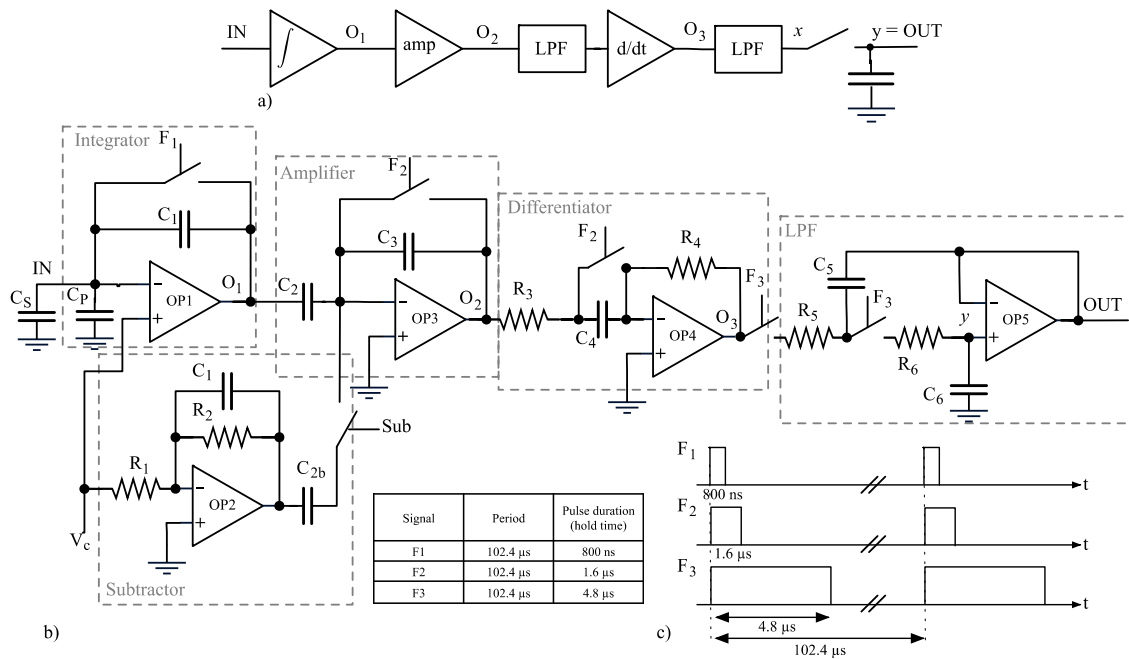 IN
∫
O1
amp
O2
LPF
d/dt
O3
LPF
x
y = OUT
a)
Integrator
F1
C1
IN
CS
CP
OP1
O1
Amplifier
F2
C3
C2
OP3
O2
Differentiator
F2
R4
R3
C4
OP4
O3
F3
LPF
C5
F3
R5
R6
y
OP5
OUT
C6
C1
R2
R1
OP2
C2b
Sub
Vc
Subtractor
b)
Signal Period Pulse duration (hold time)
F1 102.4 µs 800 ns
F2 102.4 µs 1.6 µs
F3 102.4 µs 4.8 µs
F1
800 ns
t
F2
1.6 µs
t
F3
t
4.8 µs
102.4 µs
c)